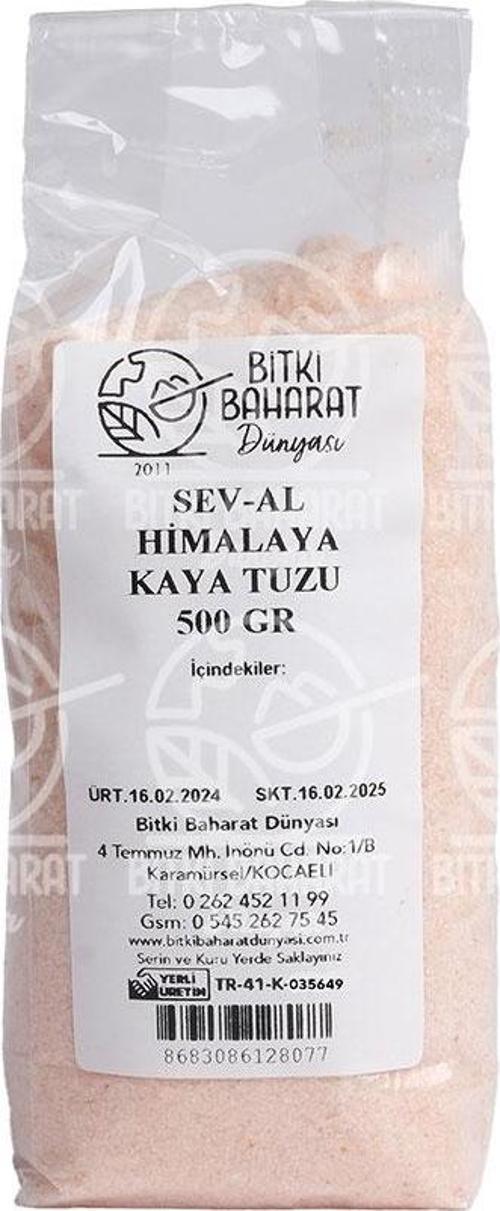 BİTKİ
BAHARAT
Dünyası
2011
SEV-AL
HİMALAYA
KAYA TUZU
500 GR
İçindekiler:
ÜRT.16.02.2024 SKT.16.02.2025
Bitki Baharat Dünyası
4 Temmuz Mh. İnönü Cd. No:1/B
Karamürsel/KOCAELİ
Tel: 0 262 452 11 99
Gsm: 0 545 262 75 45
www.bitkibaharatdunyasi.com.tr
Serin ve Kuru Yerde Saklayınız
YERLİ
ÜRETİM TR-41-K-035649
8683086128077